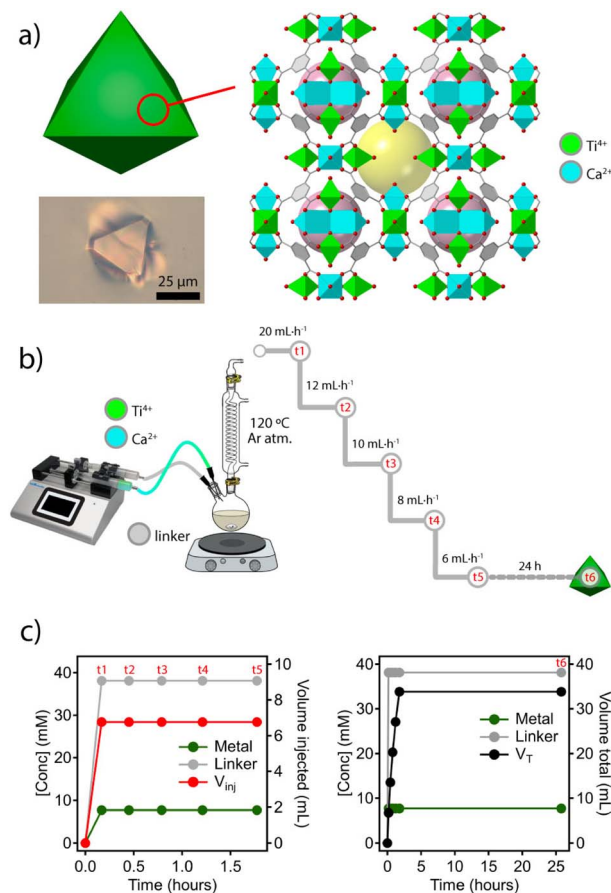 a)
Ti⁴⁺
Ca²⁺
25 μm
b)
20 mL·h⁻¹
t1
12 mL·h⁻¹
t2
10 mL·h⁻¹
t3
8 mL·h⁻¹
t4
6 mL·h⁻¹
t5
24 h
t6
Ti⁴⁺
Ca²⁺
120 ºC
Ar atm.
linker
c)
t1 t2 t3 t4 t5
40
30
20
10
0
[Conc] (mM)
10
8
6
4
2
0
Volume injected (mL)
Metal
Linker
Vinj
0.0 0.5 1.0 1.5
Time (hours)
t6
40
30
20
10
0
[Conc] (mM)
40
30
20
10
0
Volume total (mL)
Metal
Linker
VT
0 5 10 15 20 25
Time (hours)